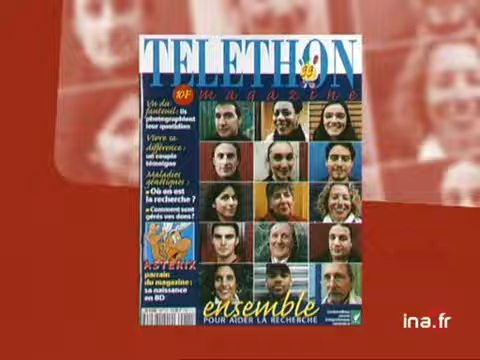 TELETHON
99
10F
magazine
Vu du
fauteuil : ils
photographient
leur quotidien
Vivre sa
différence :
un couple
témoigne
Maladies
génétiques :
Où en est
la recherche ?
Comment sont
gérés vos dons ?
ASTERIX
parrain
du magazine :
sa naissance
en BD
ensemble
POUR AIDER LA RECHERCHE
ina.fr